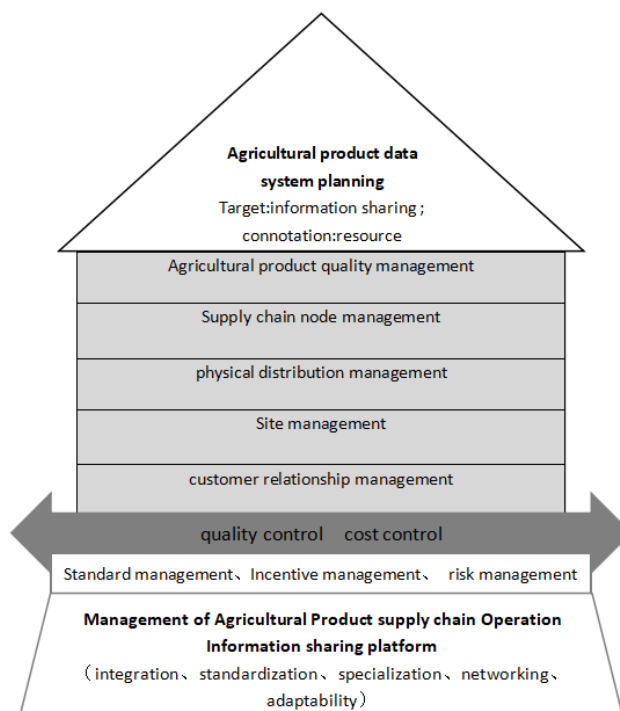 Agricultural product data
system planning
Target:information sharing；
connotation:resource
Agricultural product quality management
Supply chain node management
physical distribution management
Site management
customer relationship management
quality control cost control
Standard management、Incentive management、 risk management
Management of Agricultural Product supply chain Operation
Information sharing platform
（integration、standardization、specialization、networking、
adaptability）